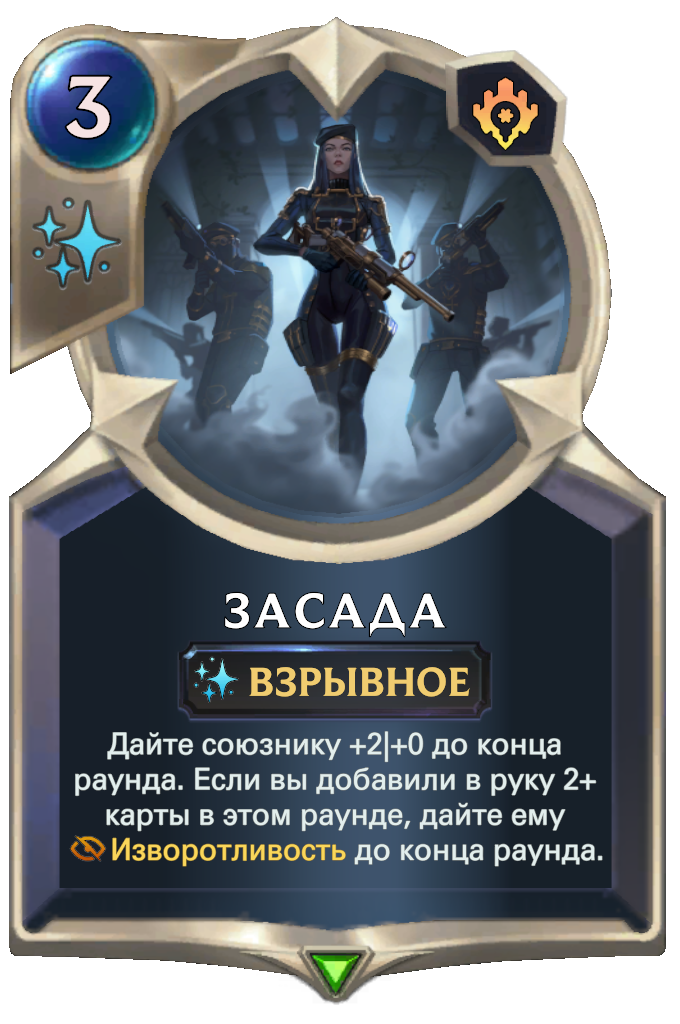 3
ЗАСАДА
ВЗРЫВНОЕ
Дайте союзнику +2|+0 до конца
раунда. Если вы добавили в руку 2+
карты в этом раунде, дайте ему
Изворотливость до конца раунда.